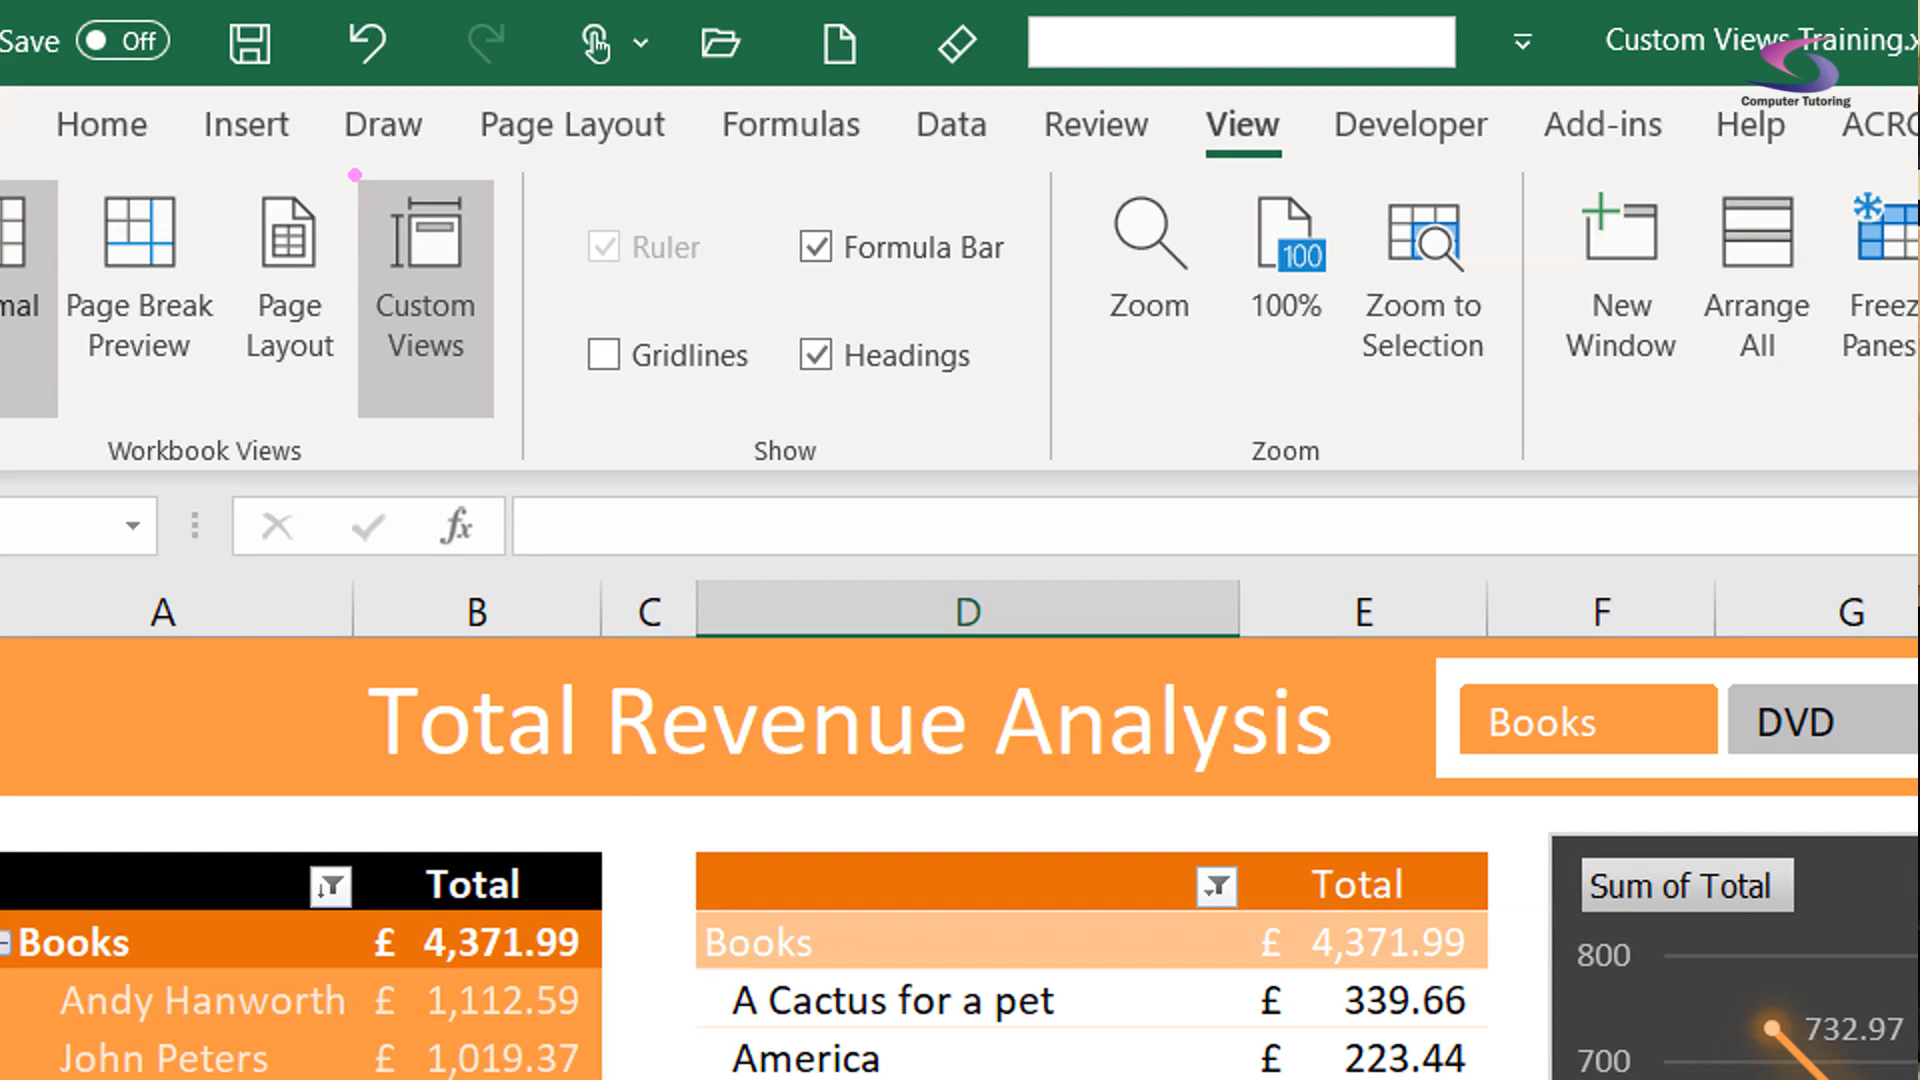 Save Off Custom Views Training.x
Computer Tutoring
Home Insert Draw Page Layout Formulas Data Review View Developer Add-ins Help ACRO
mal Page Break Preview Page Layout Custom Views Ruler Formula Bar Zoom 100 100% Zoom to Selection New Window Arrange All Freez Panes
Gridlines Headings
Workbook Views Show Zoom
fx
A B C D E F G
Total Revenue Analysis Books DVD
Total Total Sum of Total
Books £ 4,371.99 Books £ 4,371.99 800
Andy Hanworth £ 1,112.59 A Cactus for a pet £ 339.66 732.97
John Peters £ 1,019.37 America £ 223.44 700